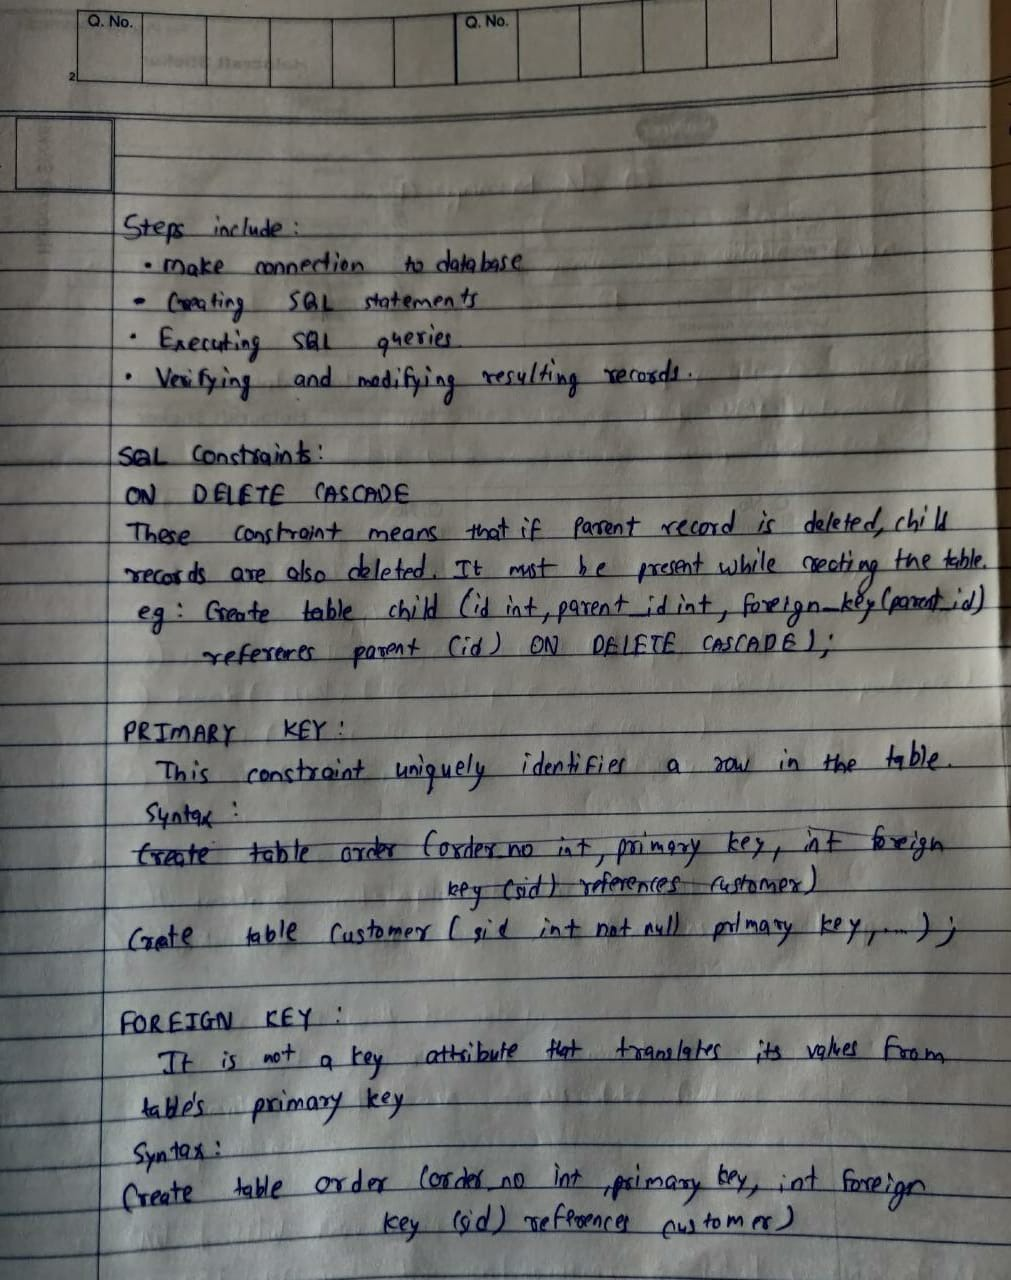 Q. No. Q. No.
2
Steps include :
• Make connection to database
• Creating SQL statements
• Executing SQL queries
• Verifying and modifying resulting records.
SQL Constraints :
ON DELETE CASCADE
These constraint means that if parent record is deleted, child
records are also deleted. It must be present while creating the table.
eg : Create table child (id int, parent_id int, foreign_key (parent_id)
references parent (id) ON DELETE CASCADE);
PRIMARY KEY :
This constraint uniquely identifies a row in the table.
Syntax :
Create table order (order_no int, primary key, int foreign
key (sid) references customer)
Create table Customer ( sid int not null primary key, .... ) ;
FOREIGN KEY :
It is not a key attribute that translates its values from
table's primary key
Syntax :
Create table order (order_no int, primary key, int foreign
key (sid) references customer)